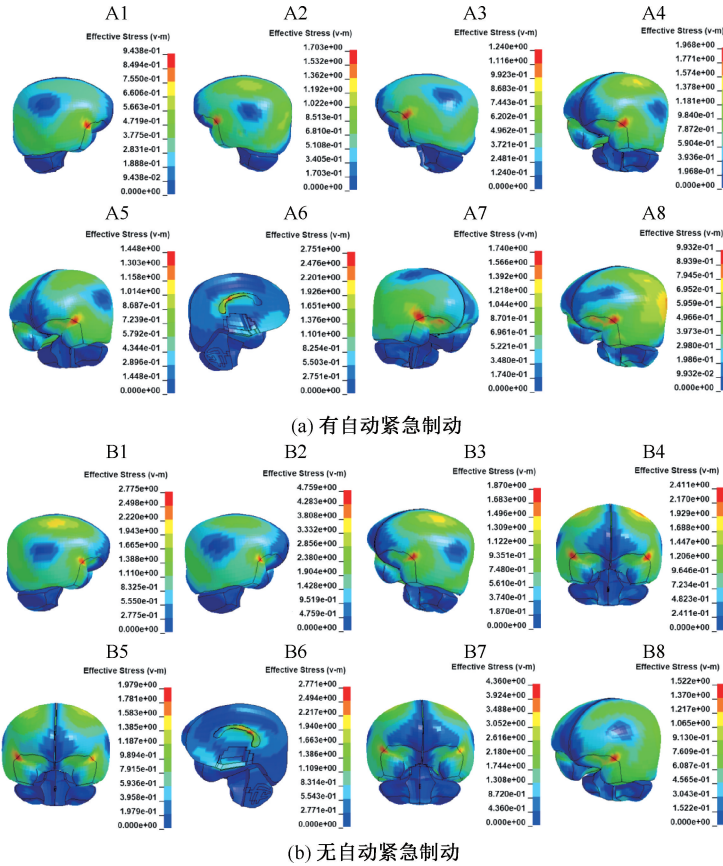 A1
A2
A3
A4
Effective Stress (v-m)
9.438e-01
8.494e-01
7.550e-01
6.606e-01
5.663e-01
4.719e-01
3.775e-01
2.831e-01
1.888e-01
9.438e-02
0.000e+00
Effective Stress (v-m)
1.703e+00
1.532e+00
1.362e+00
1.192e+00
1.022e+00
8.513e-01
6.810e-01
5.108e-01
3.405e-01
1.703e-01
0.000e+00
Effective Stress (v-m)
1.240e+00
1.116e+00
9.923e-01
8.683e-01
7.443e-01
6.202e-01
4.962e-01
3.721e-01
2.481e-01
1.240e-01
0.000e+00
Effective Stress (v-m)
1.968e+00
1.771e+00
1.574e+00
1.378e+00
1.181e+00
9.840e-01
7.872e-01
5.904e-01
3.936e-01
1.968e-01
0.000e+00
A5
A6
A7
A8
Effective Stress (v-m)
1.448e+00
1.303e+00
1.158e+00
1.014e+00
8.687e-01
7.239e-01
5.792e-01
4.344e-01
2.896e-01
1.448e-01
0.000e+00
Effective Stress (v-m)
2.751e+00
2.476e+00
2.201e+00
1.926e+00
1.651e+00
1.376e+00
1.101e+00
8.254e-01
5.503e-01
2.751e-01
0.000e+00
Effective Stress (v-m)
1.740e+00
1.566e+00
1.392e+00
1.218e+00
1.044e+00
8.701e-01
6.961e-01
5.221e-01
3.480e-01
1.740e-01
0.000e+00
Effective Stress (v-m)
9.932e-01
8.939e-01
7.945e-01
6.952e-01
5.959e-01
4.966e-01
3.973e-01
2.980e-01
1.986e-01
9.932e-02
0.000e+00
(a) 有自动紧急制动
B1
B2
B3
B4
Effective Stress (v-m)
2.775e+00
2.498e+00
2.220e+00
1.943e+00
1.665e+00
1.388e+00
1.110e+00
8.325e-01
5.550e-01
2.775e-01
0.000e+00
Effective Stress (v-m)
4.759e+00
4.283e+00
3.808e+00
3.332e+00
2.856e+00
2.380e+00
1.904e+00
1.428e+00
9.519e-01
4.759e-01
0.000e+00
Effective Stress (v-m)
1.870e+00
1.683e+00
1.496e+00
1.309e+00
1.122e+00
9.351e-01
7.480e-01
5.610e-01
3.740e-01
1.870e-01
0.000e+00
Effective Stress (v-m)
2.411e+00
2.170e+00
1.929e+00
1.688e+00
1.447e+00
1.206e+00
9.646e-01
7.234e-01
4.823e-01
2.411e-01
0.000e+00
B5
B6
B7
B8
Effective Stress (v-m)
1.979e+00
1.781e+00
1.583e+00
1.385e+00
1.187e+00
9.894e-01
7.915e-01
5.936e-01
3.958e-01
1.979e-01
0.000e+00
Effective Stress (v-m)
2.771e+00
2.494e+00
2.217e+00
1.940e+00
1.663e+00
1.386e+00
1.109e+00
8.314e-01
5.543e-01
2.771e-01
0.000e+00
Effective Stress (v-m)
4.360e+00
3.924e+00
3.488e+00
3.052e+00
2.616e+00
2.180e+00
1.744e+00
1.308e+00
8.720e-01
4.360e-01
0.000e+00
Effective Stress (v-m)
1.522e+00
1.370e+00
1.217e+00
1.065e+00
9.130e-01
7.609e-01
6.087e-01
4.565e-01
3.043e-01
1.522e-01
0.000e+00
(b) 无自动紧急制动